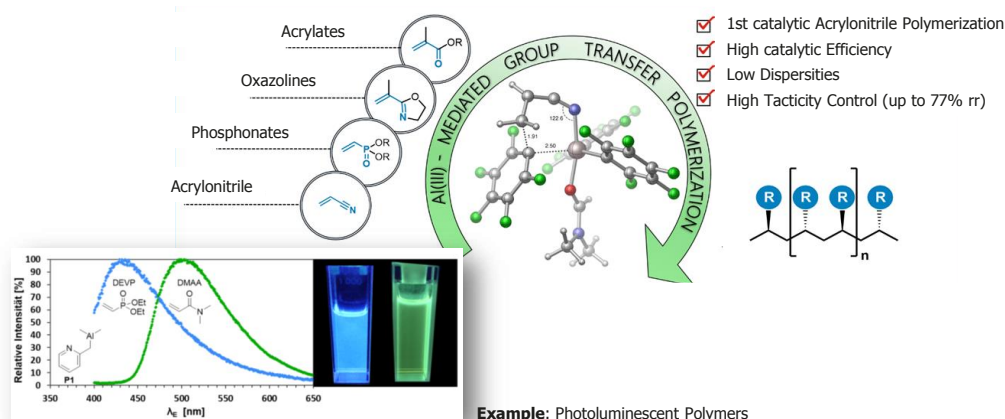 Acrylates
Oxazolines
Phosphonates
Acrylonitrile
OR
O
O
N
OR
P
OR
O
N
Al(III) - MEDIATED GROUP TRANSFER POLYMERIZATION
122.6
1.91
2.50
1st catalytic Acrylonitrile Polymerization
High catalytic Efficiency
Low Dispersities
High Tacticity Control (up to 77% rr)
R R R R
n
Relative Intensität [%]
100
90
80
70
60
50
40
30
20
10
0
DEVP
O
P OEt
OEt
DMAA
O
N
Al
N
P1
350 400 450 500 550 600 650
λE [nm]
Example: Photoluminescent Polymers